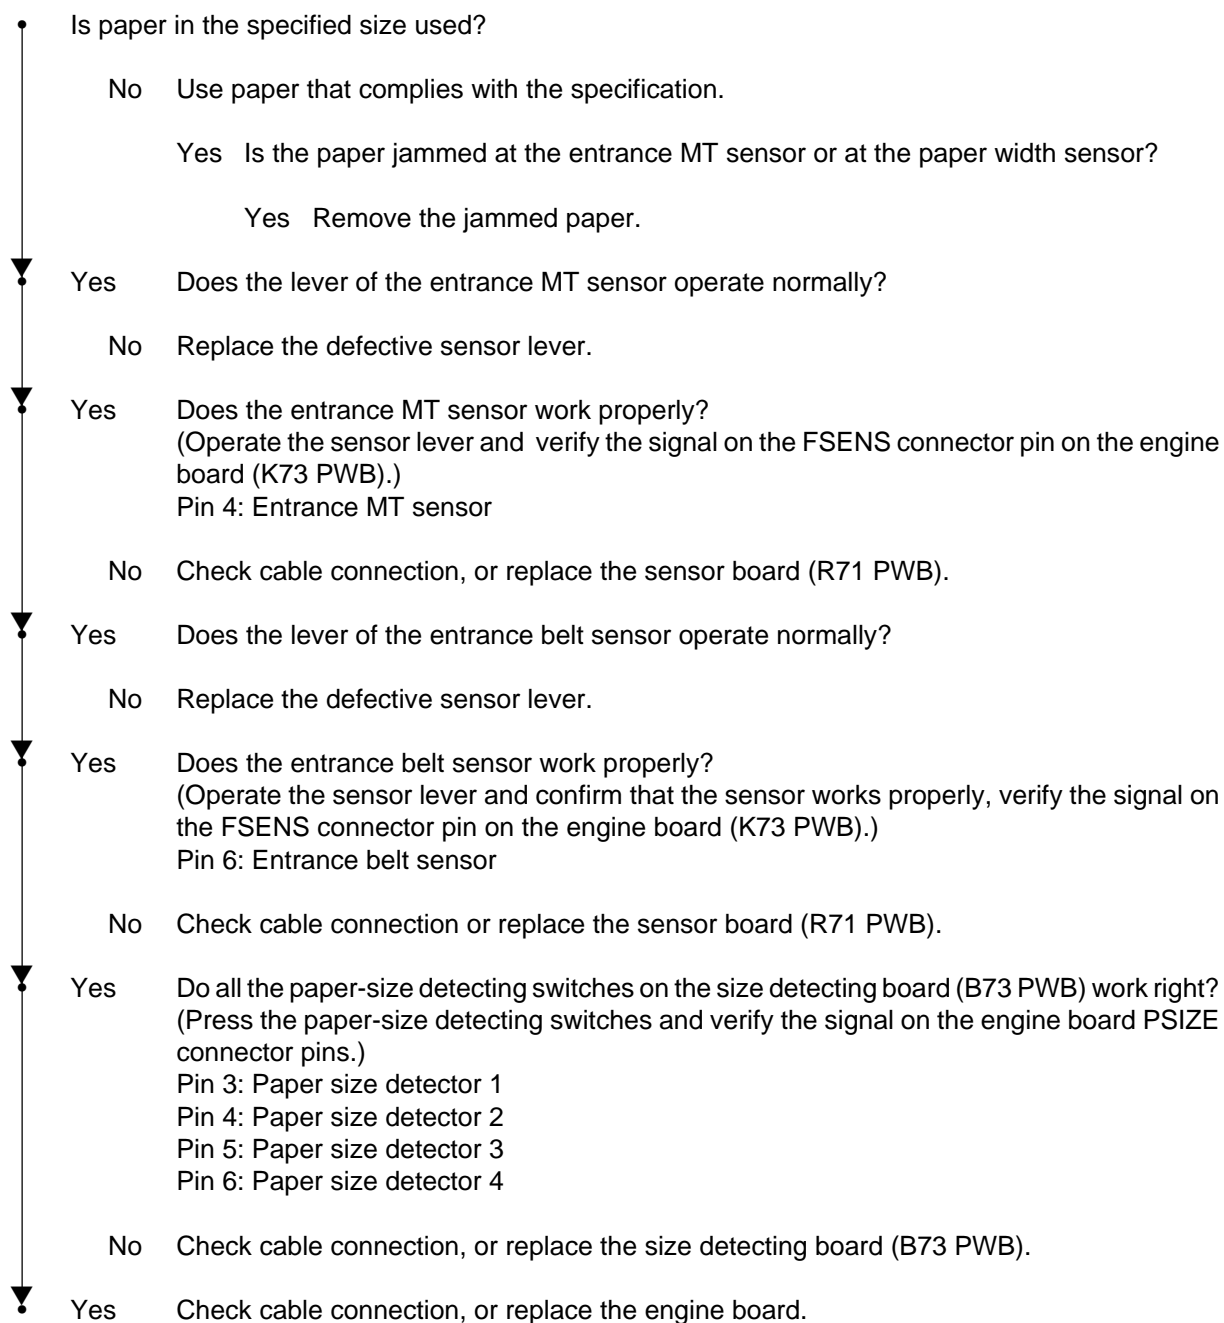 Is paper in the specified size used?
No Use paper that complies with the specification.
Yes Is the paper jammed at the entrance MT sensor or at the paper width sensor?
Yes Remove the jammed paper.
Yes Does the lever of the entrance MT sensor operate normally?
No Replace the defective sensor lever.
Yes Does the entrance MT sensor work properly?
(Operate the sensor lever and verify the signal on the FSENS connector pin on the engine
board (K73 PWB).)
Pin 4: Entrance MT sensor
No Check cable connection, or replace the sensor board (R71 PWB).
Yes Does the lever of the entrance belt sensor operate normally?
No Replace the defective sensor lever.
Yes Does the entrance belt sensor work properly?
(Operate the sensor lever and confirm that the sensor works properly, verify the signal on
the FSENS connector pin on the engine board (K73 PWB).)
Pin 6: Entrance belt sensor
No Check cable connection or replace the sensor board (R71 PWB).
Yes Do all the paper-size detecting switches on the size detecting board (B73 PWB) work right?
(Press the paper-size detecting switches and verify the signal on the engine board PSIZE
connector pins.)
Pin 3: Paper size detector 1
Pin 4: Paper size detector 2
Pin 5: Paper size detector 3
Pin 6: Paper size detector 4
No Check cable connection, or replace the size detecting board (B73 PWB).
Yes Check cable connection, or replace the engine board.